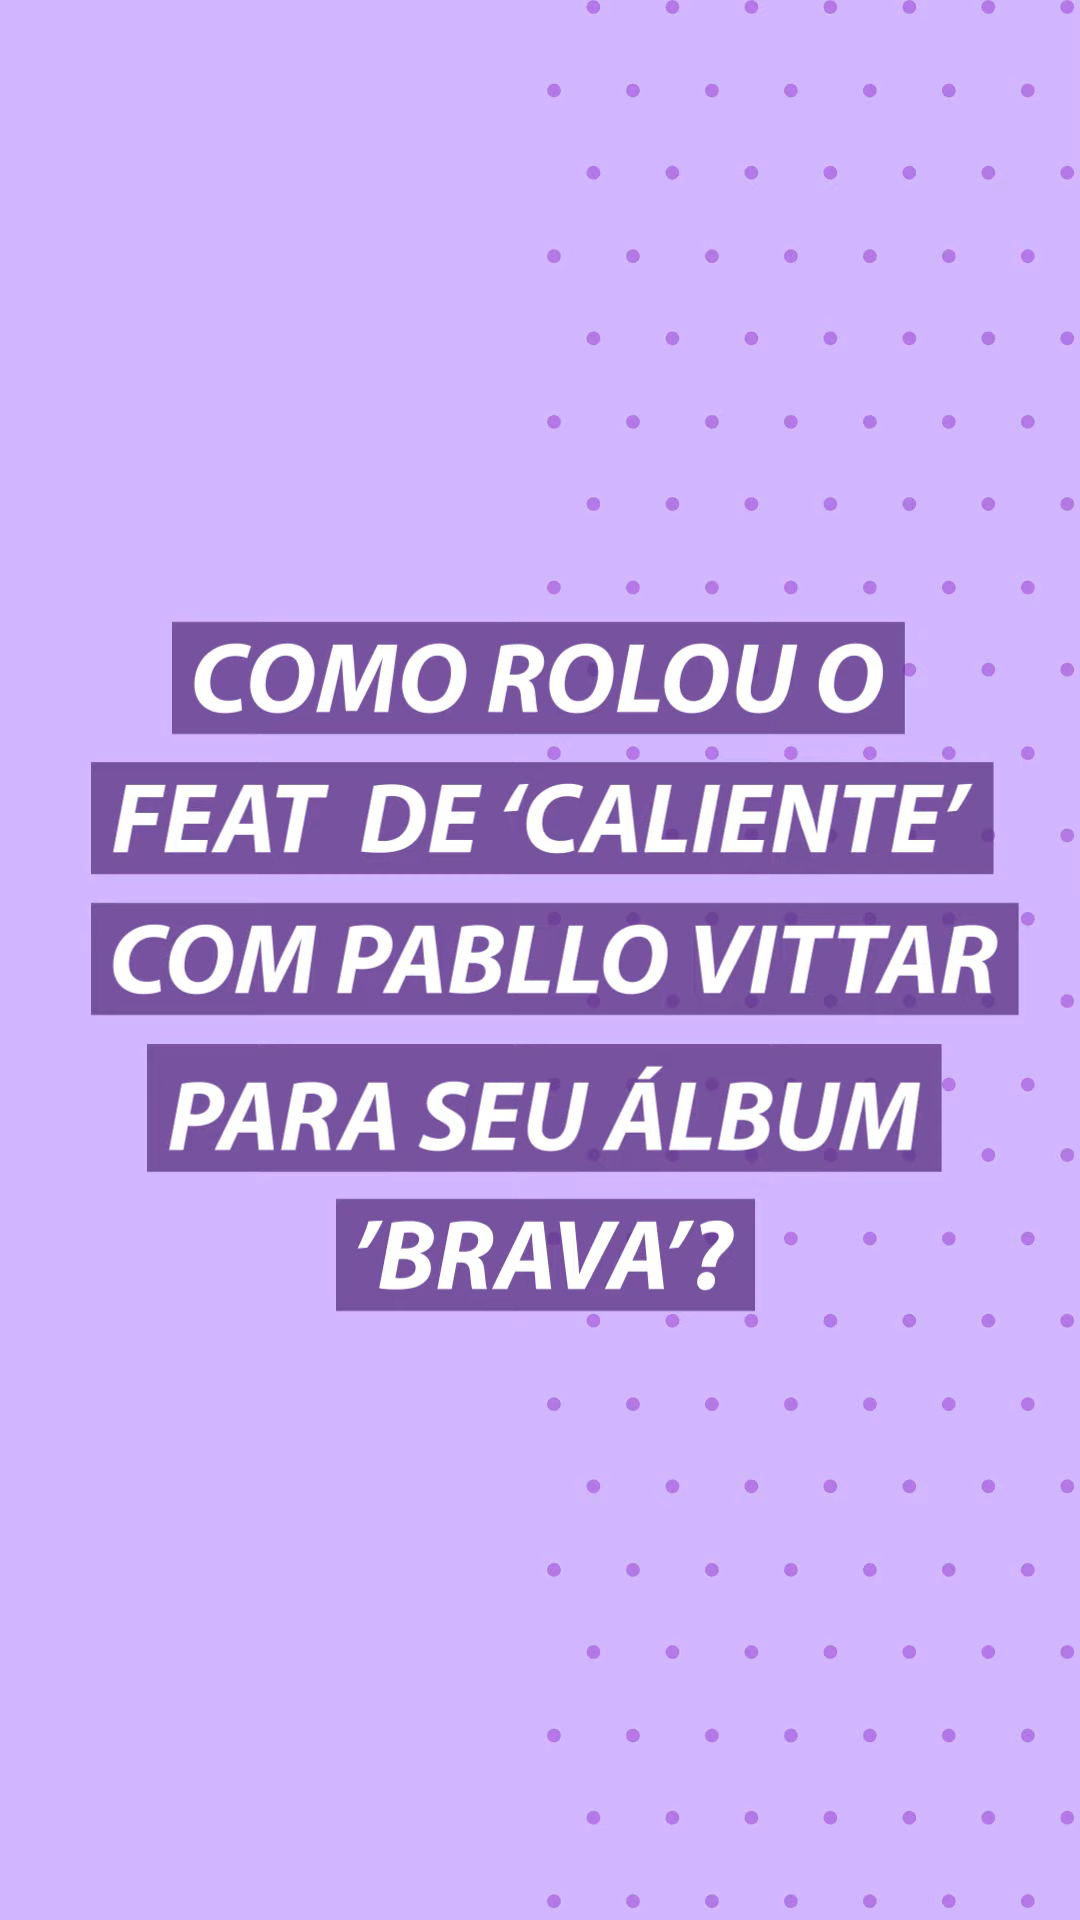 COMO ROLOU O
FEAT  DE ‘CALIENTE’
COM PABLLO VITTAR
PARA SEU ÁLBUM
’BRAVA’?